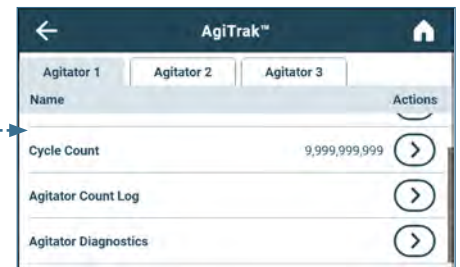 AgiTrak™
Agitator 1 Agitator 2 Agitator 3
Name Actions
Cycle Count 9,999,999,999
Agitator Count Log
Agitator Diagnostics